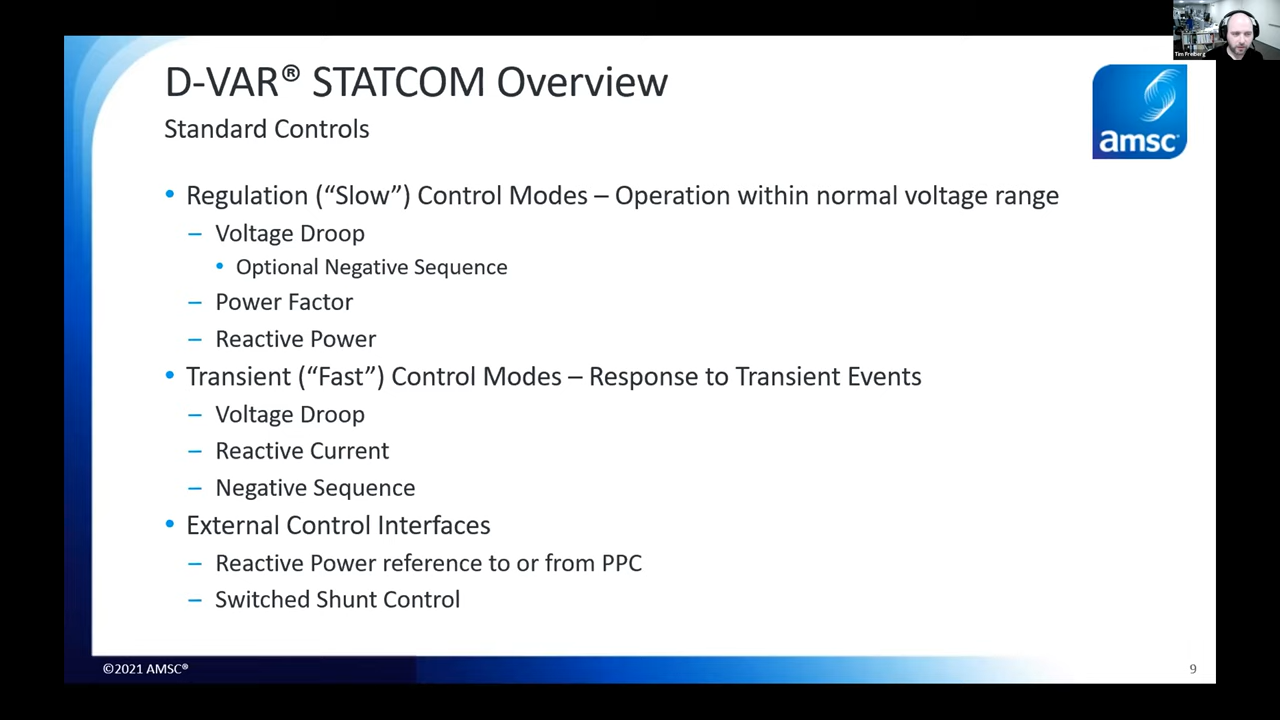 Tim Freiberg
D-VAR® STATCOM Overview
Standard Controls
amsc
• Regulation (“Slow”) Control Modes – Operation within normal voltage range
– Voltage Droop
• Optional Negative Sequence
– Power Factor
– Reactive Power
• Transient (“Fast”) Control Modes – Response to Transient Events
– Voltage Droop
– Reactive Current
– Negative Sequence
• External Control Interfaces
– Reactive Power reference to or from PPC
– Switched Shunt Control
©2021 AMSC®
9